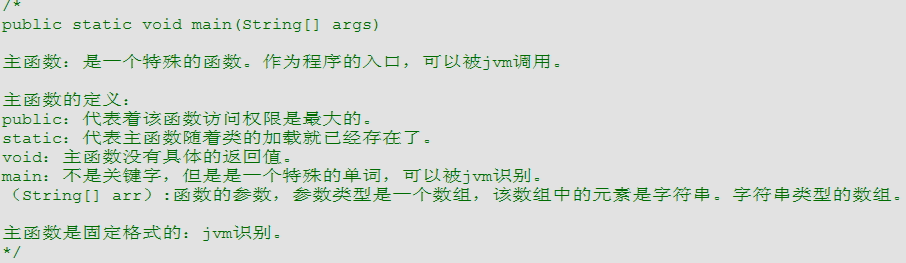 /*
public static void main(String[] args)
主函数：是一个特殊的函数。作为程序的入口，可以被jvm调用。
主函数的定义：
public：代表着该函数访问权限是最大的。
static：代表主函数随着类的加载就已经存在了。
void：主函数没有具体的返回值。
main：不是关键字，但是是一个特殊的单词，可以被jvm识别。
（String[] arr）:函数的参数，参数类型是一个数组，该数组中的元素是字符串。字符串类型的数组。
主函数是固定格式的：jvm识别。
*/